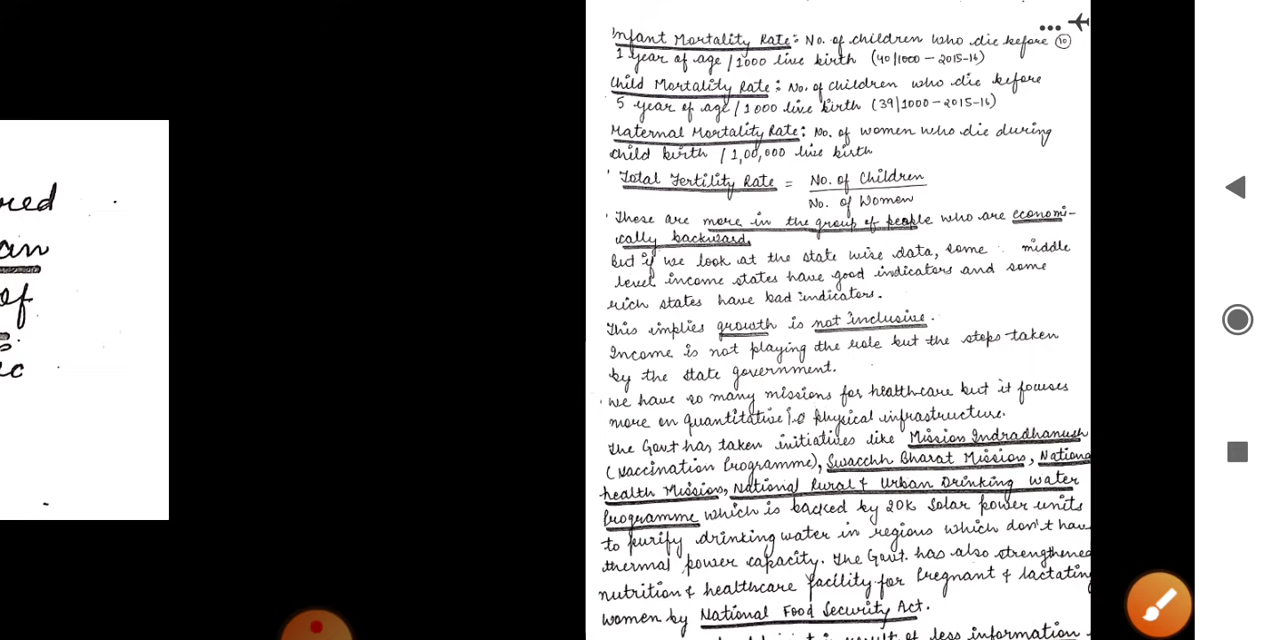 ored
an
of
c
Infant Mortality Rate: No. of children who die before 10
1 year of age / 1000 live birth (40/1000 - 2015-16)
Child Mortality Rate: No. of children who die before
5 year of age / 1000 live birth (39/1000 - 2015-16)
Maternal Mortality Rate: No. of women who die during
child birth / 1,00,000 live birth
Total Fertility Rate = No. of Children
No. of Women
These are more in the group of people who are economi-
cally backward.
but if we look at the state wise data, some middle
level income states have good indicators and some
rich states have bad indicators.
This implies growth is not inclusive.
Income is not playing the role but the steps taken
by the state government.
We have so many missions for healthcare but it focuses
more on quantitative i.e physical infrastructure.
The Govt has taken initiatives like Mission Indradhanush
(Vaccination Programme), Swacchh Bharat Mission, Nationa
health Mission, National Rural & Urban Drinking water
Programme which is backed by 20K Solar power units
to purify drinking water in regions which don't hav
thermal power capacity. The Govt. has also strengthened
nutrition & healthcare facility for Pregnant & lactating
women by National Food Security Act.
result of less information